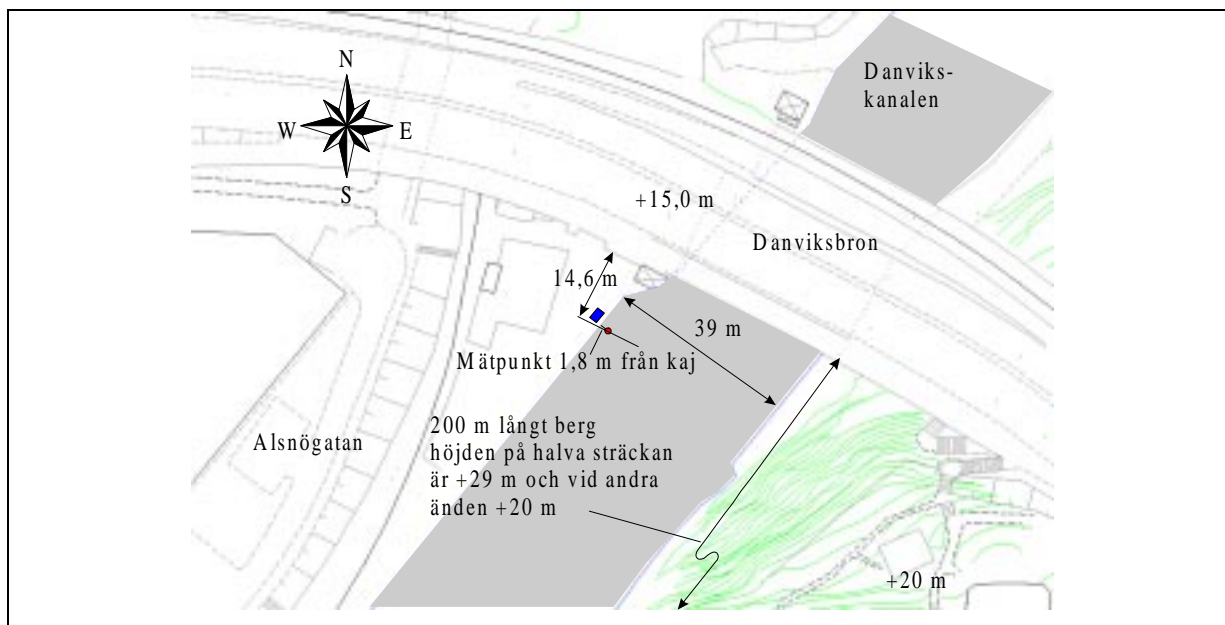 N
W
E
S
Danviks-
kanalen
+15,0 m
Danviksbron
14,6 m
39 m
Mätpunkt 1,8 m från kaj
200 m långt berg
höjden på halva sträckan
är +29 m och vid andra
änden +20 m
Alsnögatan
+20 m